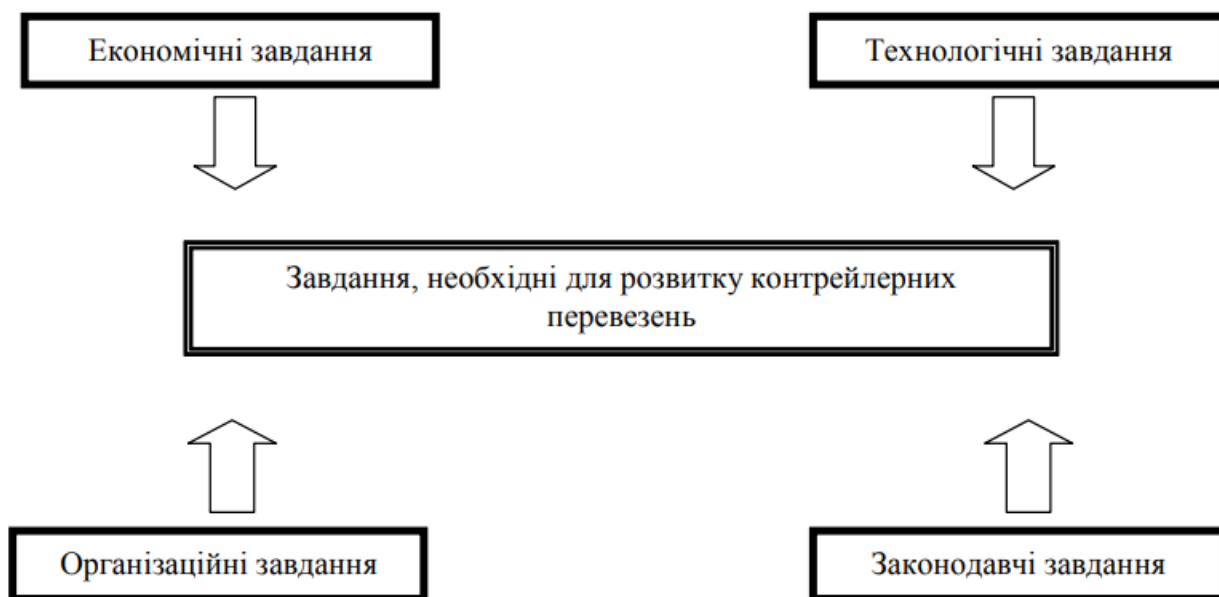 Економічні завдання
Технологічні завдання
Завдання, необхідні для розвитку контрейлерних
перевезень
Організаційні завдання
Законодавчі завдання